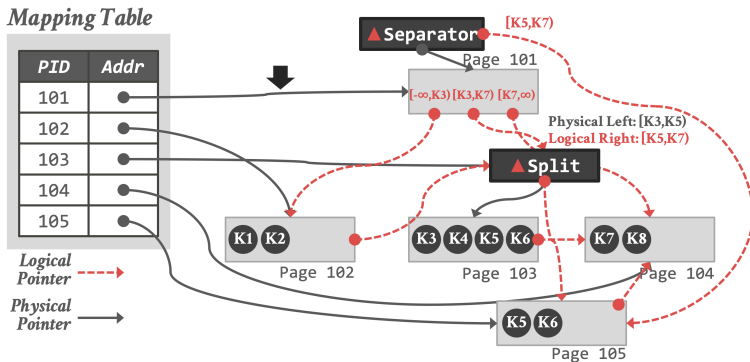 Mapping Table
PID Addr
101
102
103
104
105
Logical Pointer
Physical Pointer
▲Separator
[K5,K7)
Page 101
[-∞,K3) [K3,K7) [K7,∞)
Physical Left: [K3,K5)
Logical Right: [K5,K7)
▲Split
K1 K2
Page 102
K3 K4 K5 K6
Page 103
K7 K8
Page 104
K5 K6
Page 105